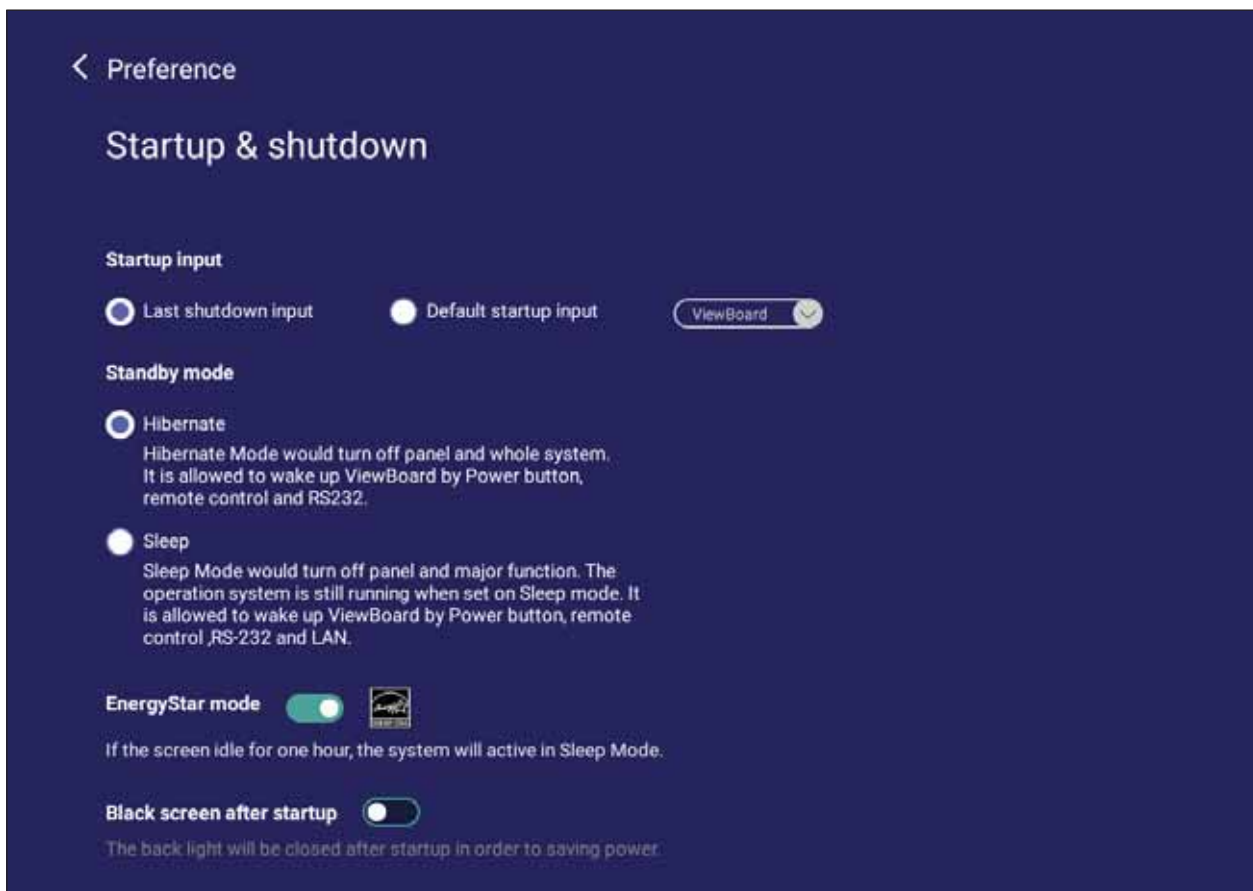 Preference
Startup & shutdown
Startup input
Last shutdown input
Default startup input
ViewBoard
Standby mode
Hibernate
Hibernate Mode would turn off panel and whole system.
It is allowed to wake up ViewBoard by Power button,
remote control and RS232.
Sleep
Sleep Mode would turn off panel and major function. The
operation system is still running when set on Sleep mode. It
is allowed to wake up ViewBoard by Power button, remote
control ,RS-232 and LAN.
EnergyStar mode
If the screen idle for one hour, the system will active in Sleep Mode.
Black screen after startup
The back light will be closed after startup in order to saving power.